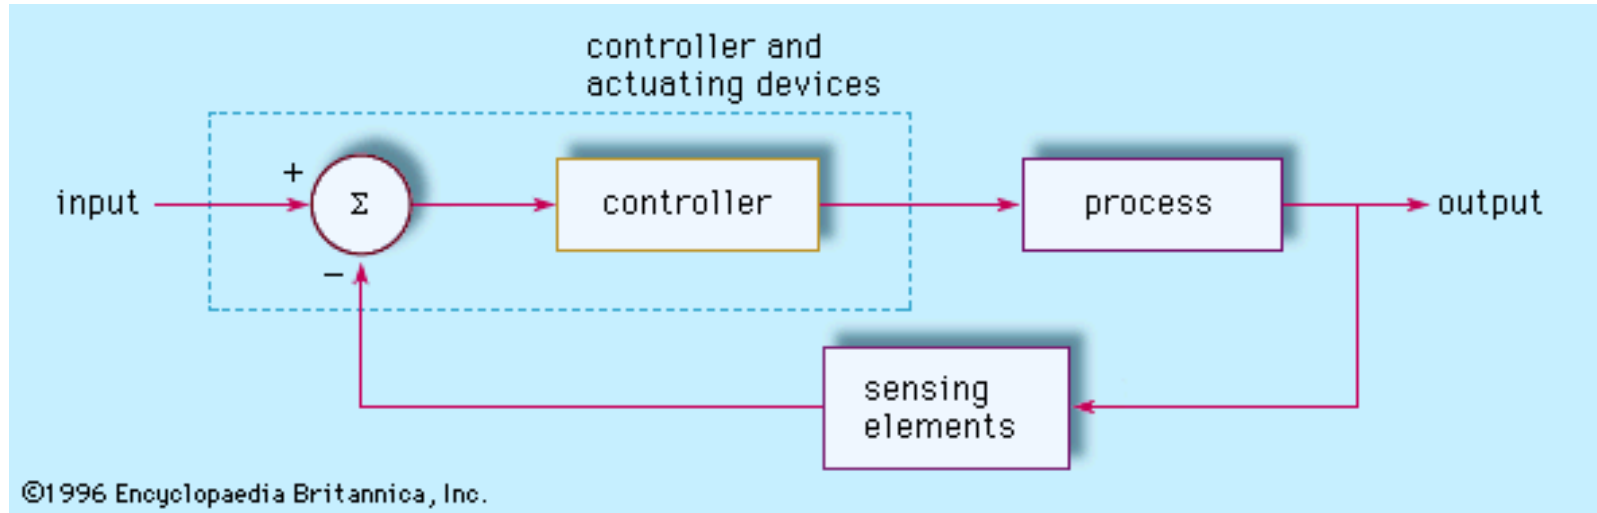 controller and
actuating devices
+
input
Σ
controller
process
output
−
sensing
elements
©1996 Encyclopaedia Britannica, Inc.